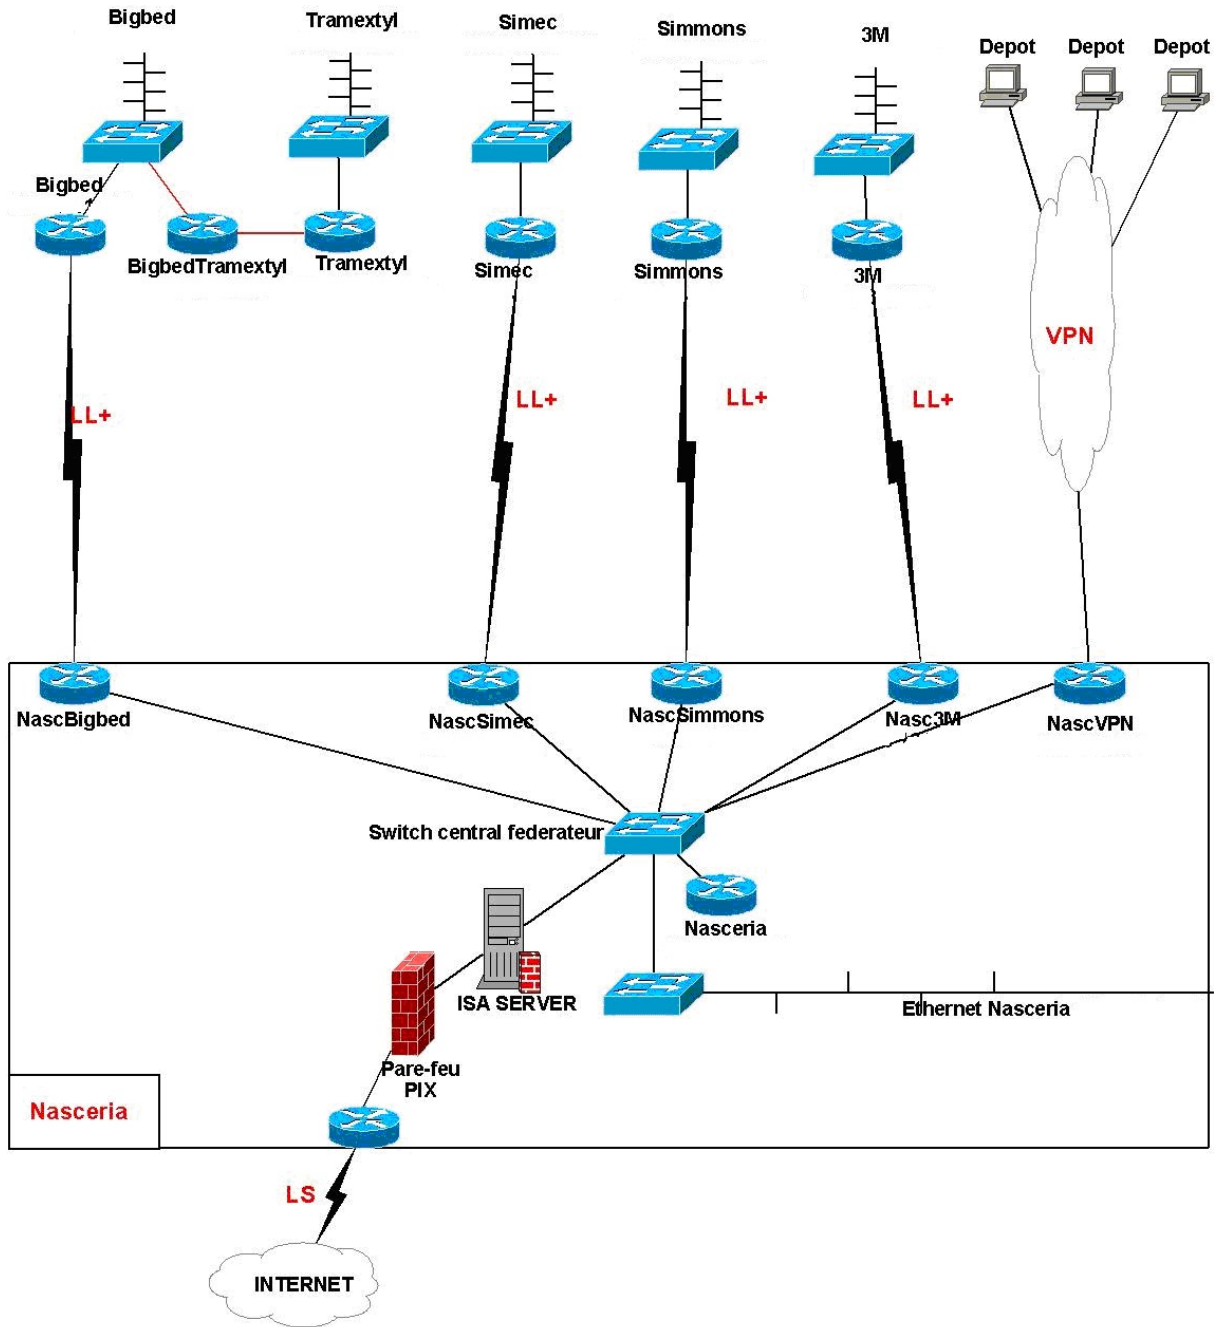 Bigbed
Tramextyl
Simec
Simmons
3M
Depot
Depot
Depot
Bigbed
BigbedTramextyl
Tramextyl
Simec
Simmons
3M
VPN
LL+
LL+
LL+
LL+
NascBigbed
NascSimec
NascSimmons
Nasc3M
NascVPN
Switch central federateur
Nasceria
ISA SERVER
Ethernet Nasceria
Pare-feu
PIX
Nasceria
LS
INTERNET